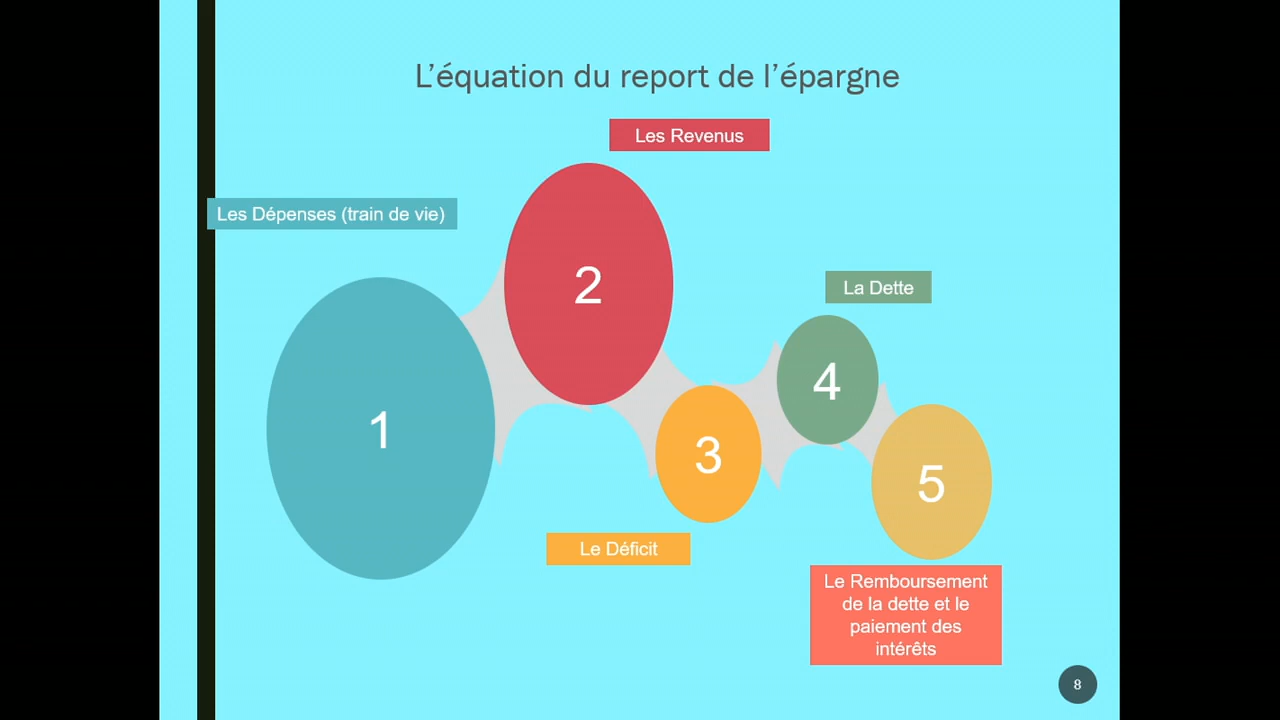 L’équation du report de l’épargne
Les Revenus
Les Dépenses (train de vie)
2
La Dette
4
1
3
5
Le Déficit
Le Remboursement
de la dette et le
paiement des
intérêts
8